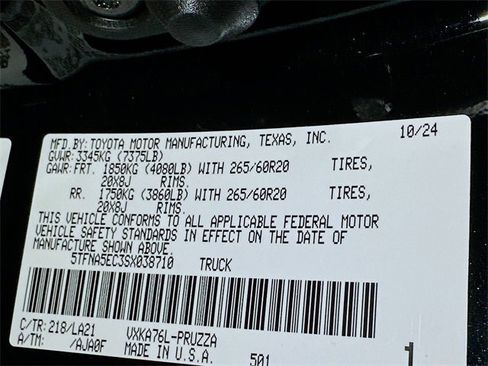 MFD. BY: TOYOTA MOTOR MANUFACTURING, TEXAS, INC. 10/24
GVWR: 3345KG (7375LB)
GAWR: FRT. 1850KG (4080LB) WITH 265/60R20 TIRES,
20X8J RIMS.
RR. 1750KG (3860LB) WITH 265/60R20 TIRES,
20X8J RIMS.
THIS VEHICLE CONFORMS TO ALL APPLICABLE FEDERAL MOTOR
VEHICLE SAFETY STANDARDS IN EFFECT ON THE DATE OF
MANUFACTURE SHOWN ABOVE.
5TFNA5EC3SX038710 TRUCK
C/TR: 218/LA21 VXKA76L-PRUZZA
A/TM: /AJA0F MADE IN U.S.A. 501